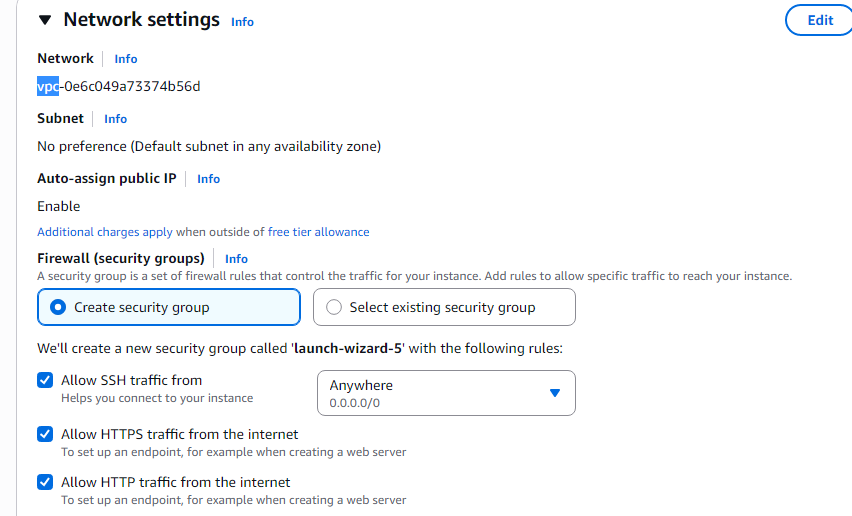 Network settings Info Edit
Network Info
vpc-0e6c049a73374b56d
Subnet Info
No preference (Default subnet in any availability zone)
Auto-assign public IP Info
Enable
Additional charges apply when outside of free tier allowance
Firewall (security groups) Info
A security group is a set of firewall rules that control the traffic for your instance. Add rules to allow specific traffic to reach your instance.
Create security group Select existing security group
We'll create a new security group called 'launch-wizard-5' with the following rules:
Allow SSH traffic from Anywhere
Helps you connect to your instance 0.0.0.0/0
Allow HTTPS traffic from the internet
To set up an endpoint, for example when creating a web server
Allow HTTP traffic from the internet
To set up an endpoint, for example when creating a web server